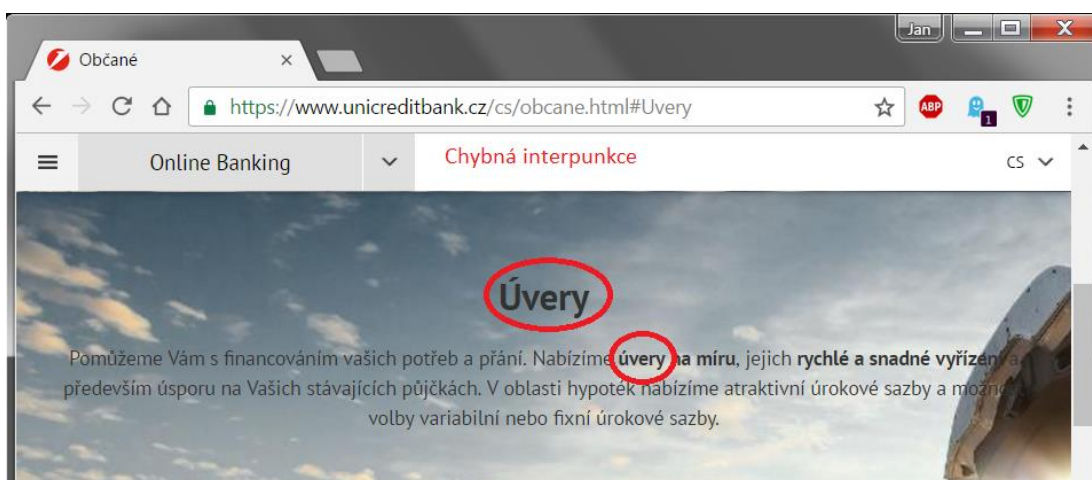 Jan
Občané
https://www.unicreditbank.cz/cs/obcane.html#Uvery
ABP
1
Online Banking
Chybná interpunkce
CS
Úvery
Pomůžeme Vám s financováním vašich potřeb a přání. Nabízíme úvery na míru, jejich rychlé a snadné vyřízení a
především úsporu na Vašich stávajících půjčkách. V oblasti hypoték nabízíme atraktivní úrokové sazby a
volby variabilní nebo fixní úrokové sazby.